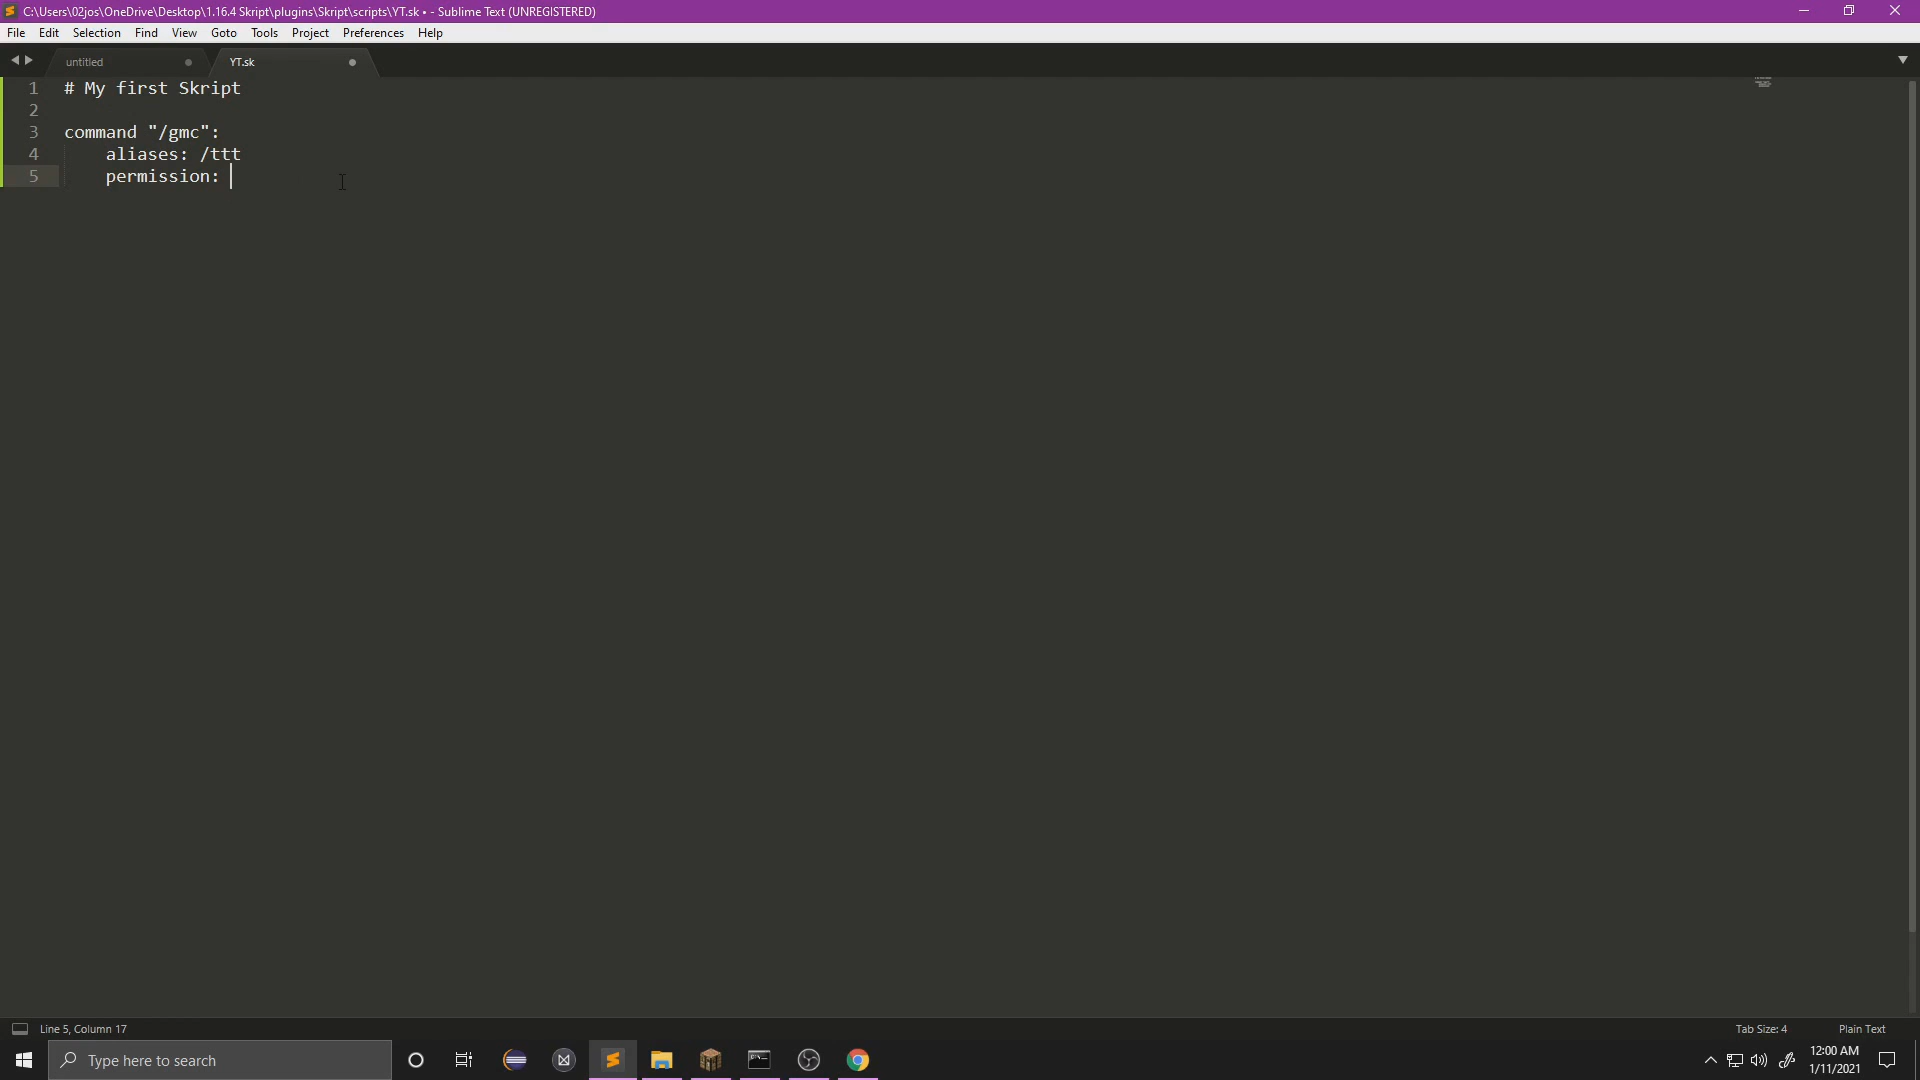 C:\Users\02jos\OneDrive\Desktop\1.16.4 Skript\plugins\Skript\scripts\YT.sk • - Sublime Text (UNREGISTERED)
File Edit Selection Find View Goto Tools Project Preferences Help
untitled YT.sk
1 # My first Skript
2
3 command "/gmc":
4 aliases: /ttt
5 permission:
Line 5, Column 17 Tab Size: 4 Plain Text
Type here to search
12:00 AM
1/11/2021